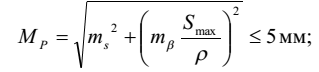 M_P = √(m_s² + (m_β S_max/ρ)²) ≤ 5 мм;